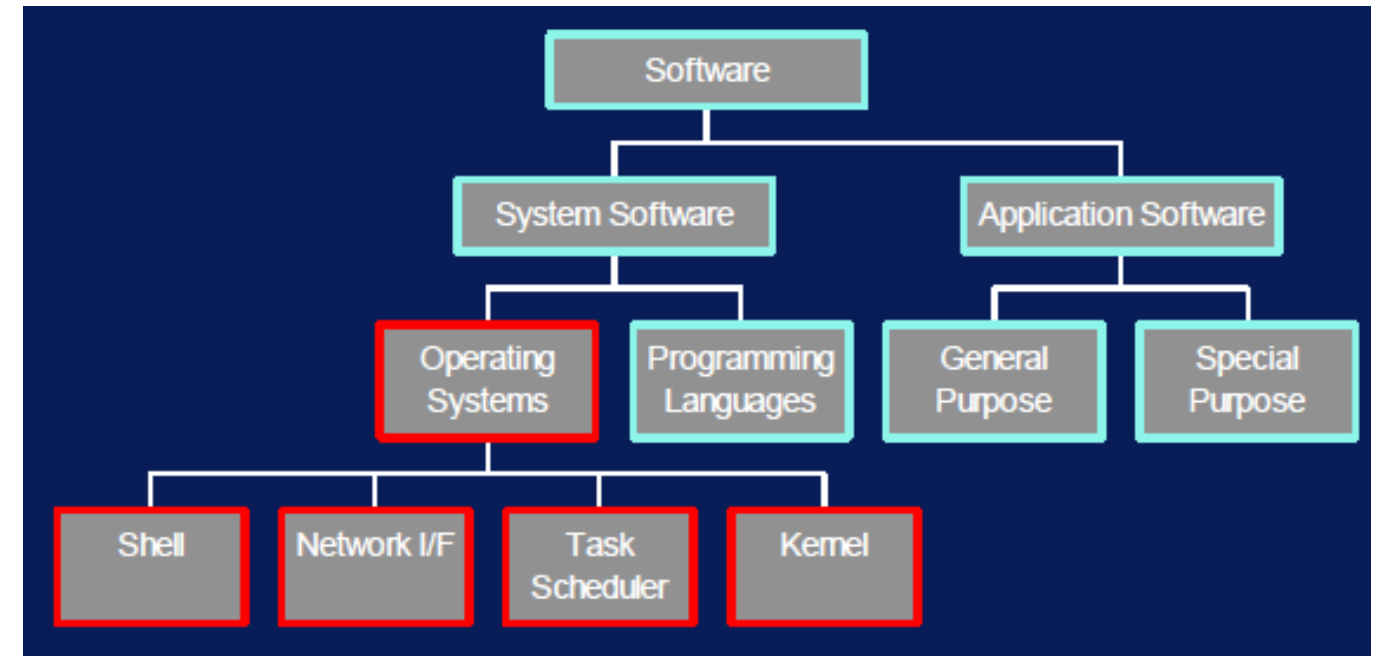 Software
System Software
Application Software
Operating
Systems
Programming
Languages
General
Purpose
Special
Purpose
Shell
Network I/F
Task
Scheduler
Kernel